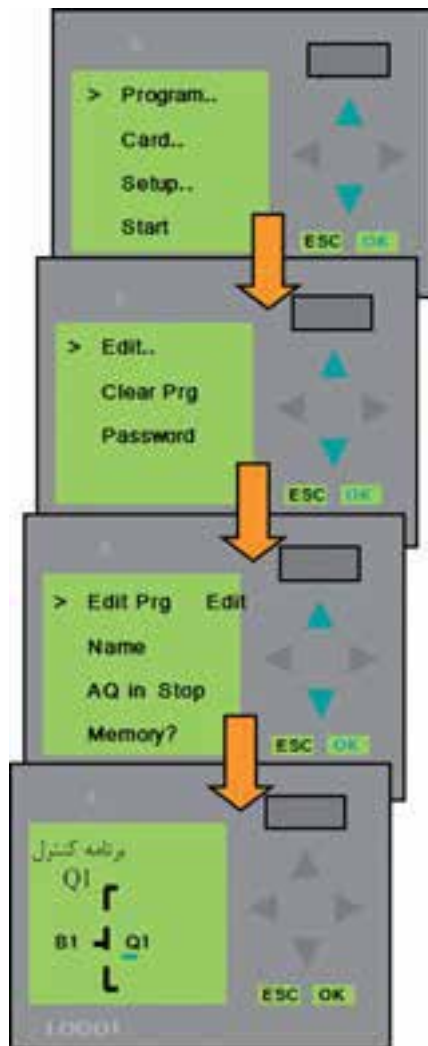 > Program..
Card..
Setup..
Start
ESC OK
> Edit..
Clear Prg
Password
ESC OK
> Edit Prg Edit
Name
AQ in Stop
Memory?
ESC OK
برنامه کنترل
Q1
B1 Q1
ESC OK